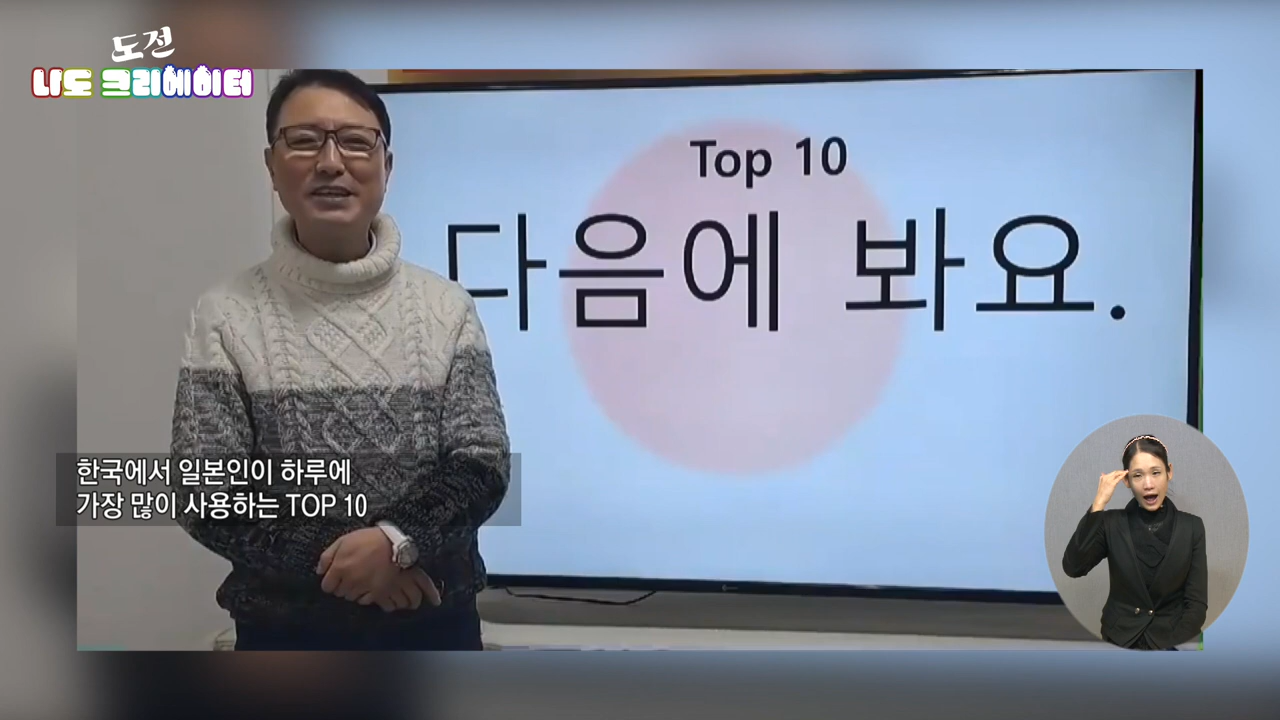 도전
나도 크리에이터
Top 10
다음에 봐요.
한국에서 일본인이 하루에
가장 많이 사용하는 TOP 10